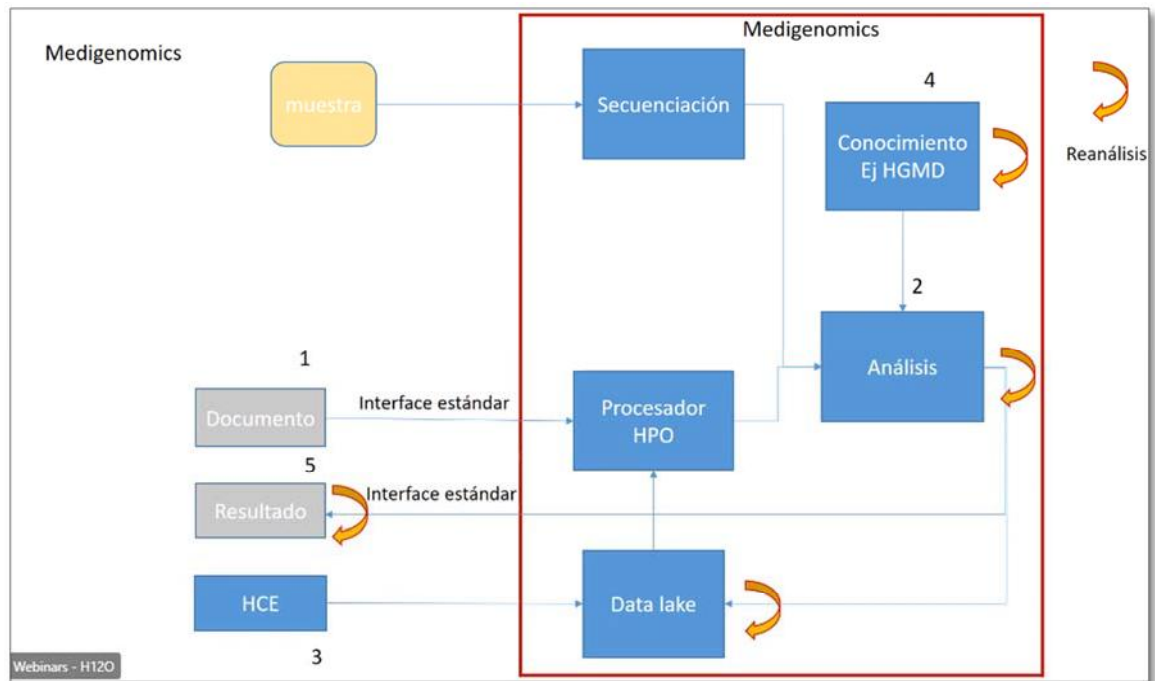 Medigenomics
Medigenomics
muestra
Secuenciación
4
Conocimiento
Ej HGMD
Reanálisis
2
Análisis
1
Documento
Interface estándar
Procesador
HPO
5
Resultado
Interface estándar
HCE
Data lake
3
Webinars - H12O